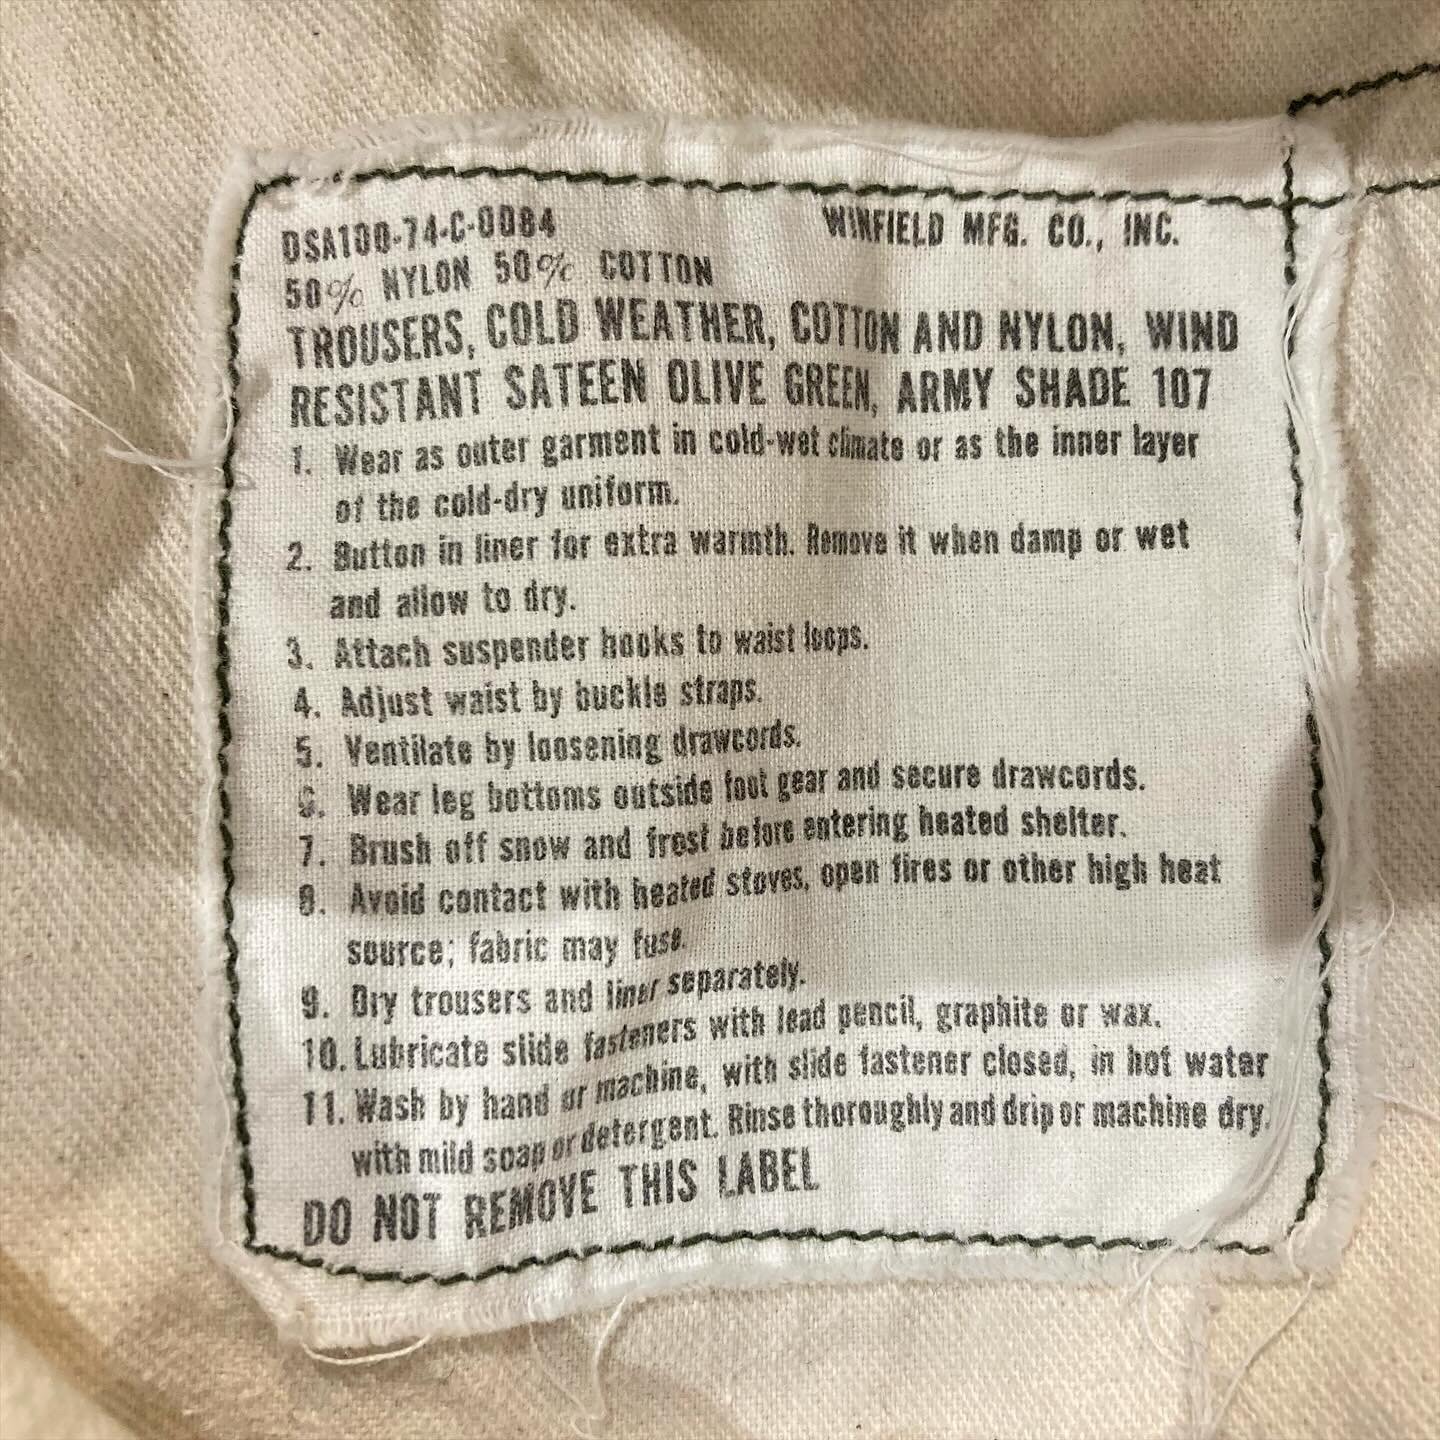 DSA100-74-C-0084 WINFIELD MFG. CO., INC.
50% NYLON 50% COTTON
TROUSERS, COLD WEATHER, COTTON AND NYLON, WIND
RESISTANT SATEEN OLIVE GREEN, ARMY SHADE 107
1. Wear as outer garment in cold-wet climate or as the inner layer
of the cold-dry uniform.
2. Button in liner for extra warmth. Remove it when damp or wet
and allow to dry.
3. Attach suspender hooks to waist loops.
4. Adjust waist by buckle straps.
5. Ventilate by loosening drawcords.
6. Wear leg bottoms outside foot gear and secure drawcords.
7. Brush off snow and frost before entering heated shelter.
8. Avoid contact with heated stoves, open fires or other high heat
source; fabric may fuse.
9. Dry trousers and liner separately.
10. Lubricate slide fasteners with lead pencil, graphite or wax.
11. Wash by hand or machine, with slide fastener closed, in hot water
with mild soap or detergent. Rinse thoroughly and drip or machine dry.
DO NOT REMOVE THIS LABEL